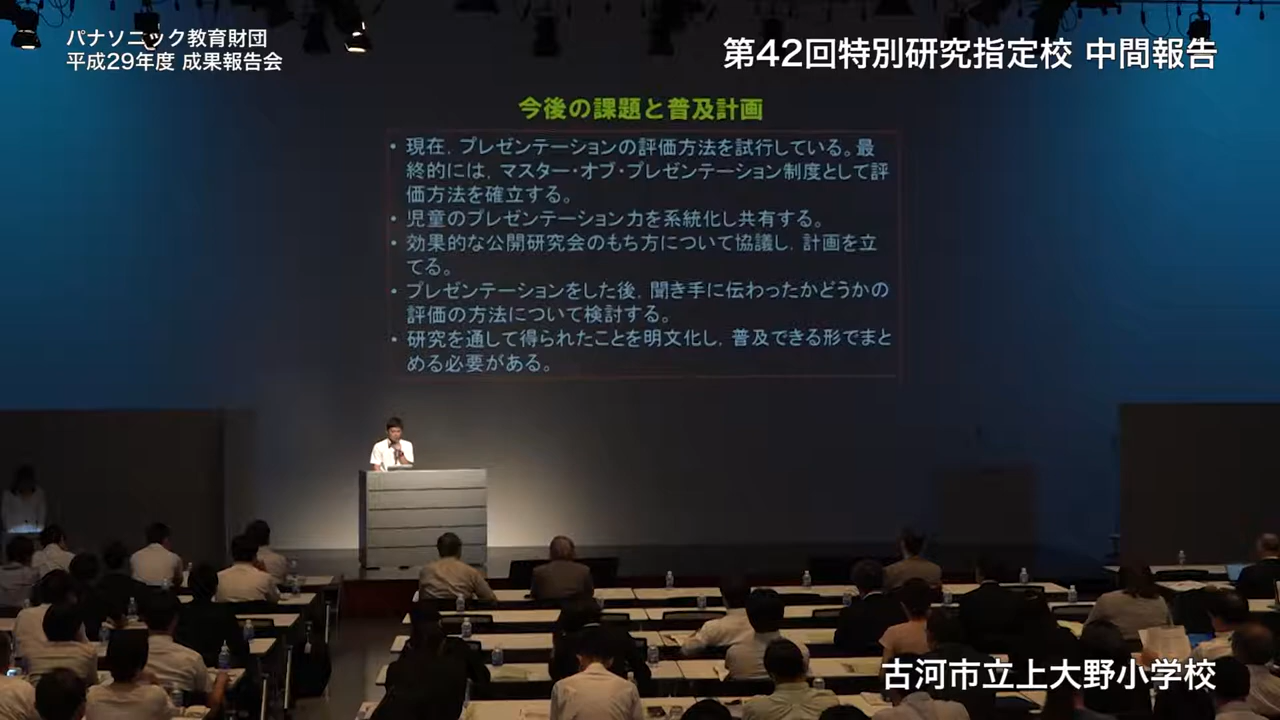 パナソニック教育財団
平成29年度 成果報告会
第42回特別研究指定校 中間報告
今後の課題と普及計画
• 現在，プレゼンテーションの評価方法を試行している。最
終的には，マスター・オブ・プレゼンテーション制度として評
価方法を確立する。
• 児童のプレゼンテーション力を系統化し共有する。
• 効果的な公開研究会のもち方について協議し，計画を立
てる。
• プレゼンテーションをした後，聞き手に伝わったかどうかの
評価の方法について検討する。
• 研究を通して得られたことを明文化し，普及できる形でまと
める必要がある。
古河市立上大野小学校